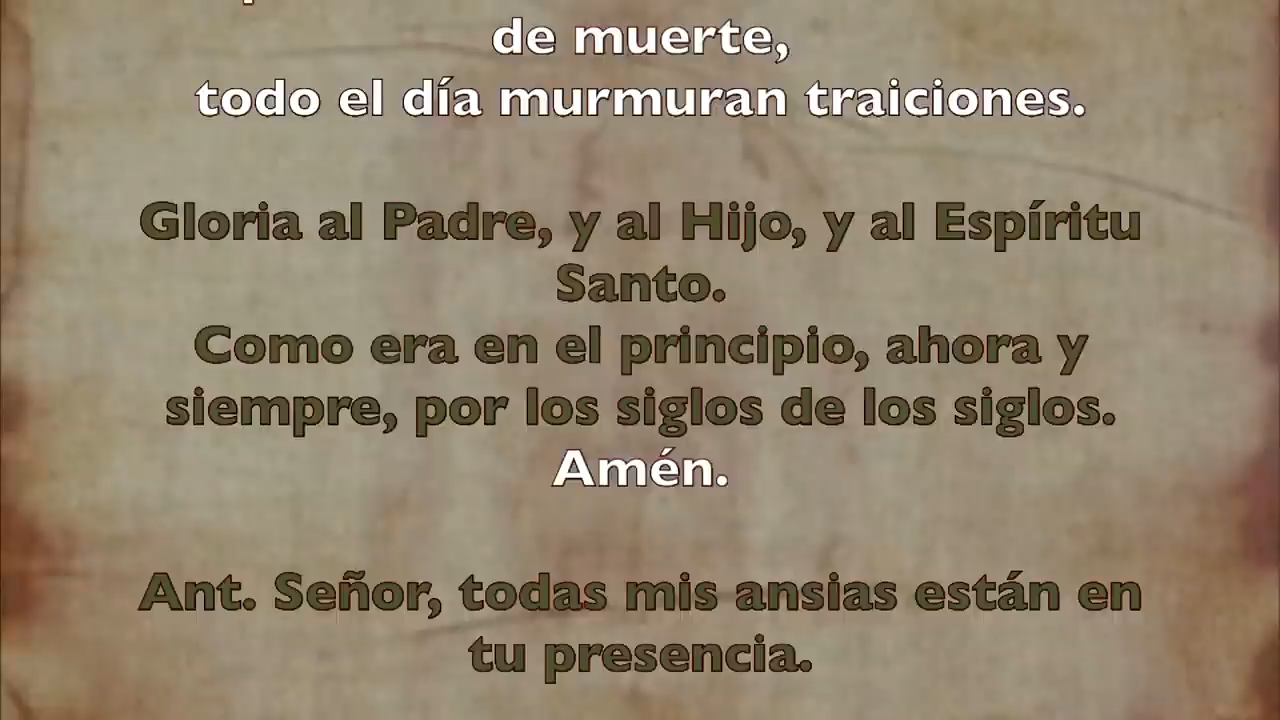 de muerte,
todo el día murmuran traiciones.
Gloria al Padre, y al Hijo, y al Espíritu
Santo.
Como era en el principio, ahora y
siempre, por los siglos de los siglos.
Amén.
Ant. Señor, todas mis ansias están en
tu presencia.